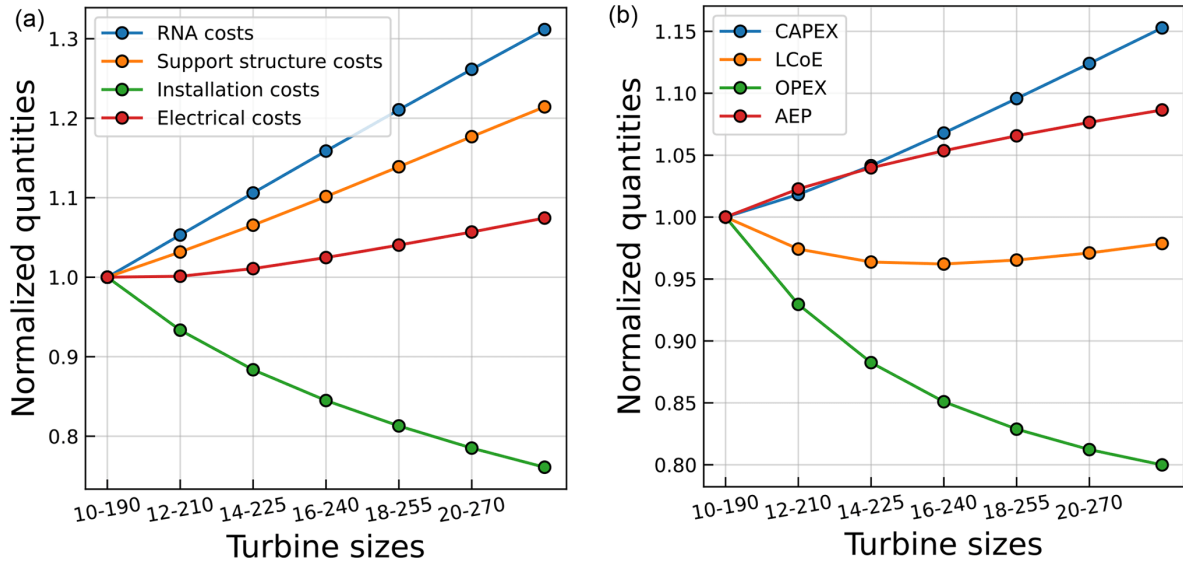 (a)
RNA costs
Support structure costs
Installation costs
Electrical costs
Normalized quantities
1.3
1.2
1.1
1.0
0.9
0.8
10-190 12-210 14-225 16-240 18-255 20-270
Turbine sizes
(b)
CAPEX
LCoE
OPEX
AEP
Normalized quantities
1.15
1.10
1.05
1.00
0.95
0.90
0.85
0.80
10-190 12-210 14-225 16-240 18-255 20-270
Turbine sizes